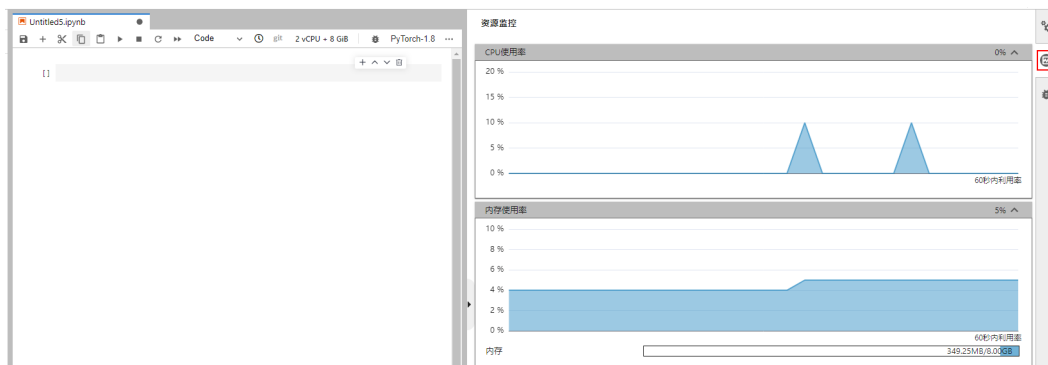 Untitled5.ipynb
Code
git
2 vCPU + 8 GiB
PyTorch-1.8
[ ]
资源监控
CPU使用率
0%
20 %
15 %
10 %
5 %
0 %
60秒内利用率
内存使用率
5%
10 %
8 %
6 %
4 %
2 %
0 %
60秒内利用率
内存
349.25MB/8.00GB